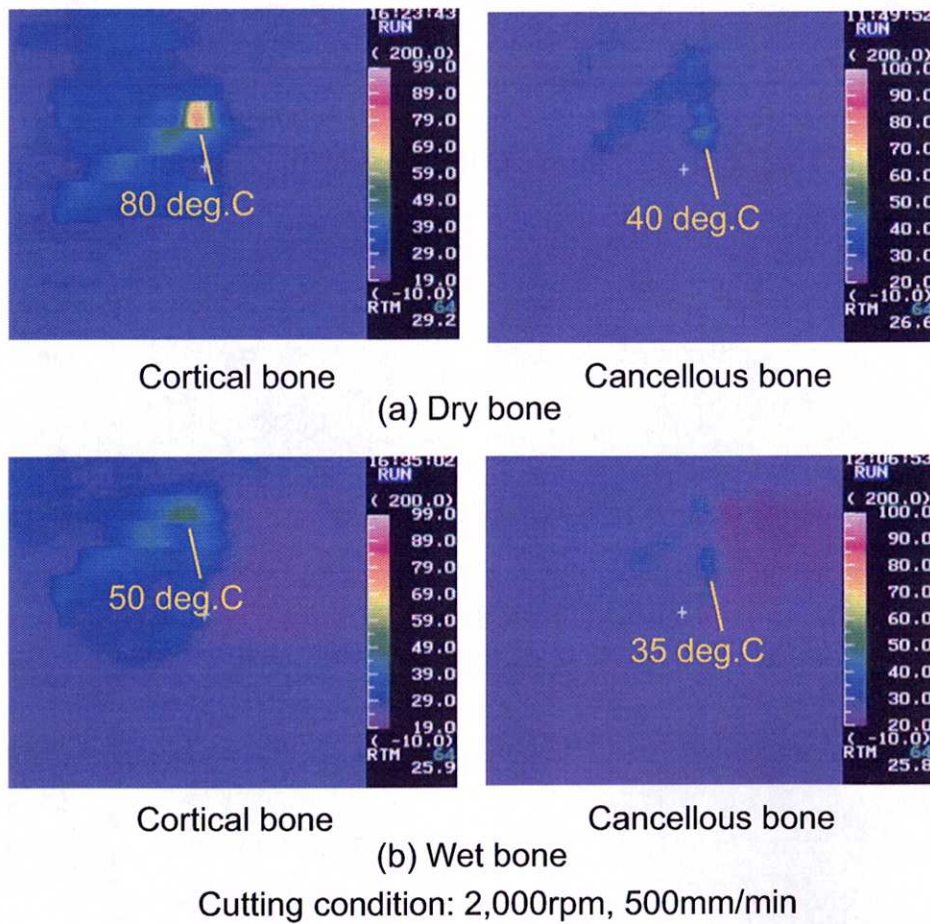 16:23:43
RUN
( 200.0)
99.0
89.0
79.0
69.0
59.0
49.0
39.0
29.0
19.0
( -10.0)
RTM 64
29.2
80 deg.C
Cortical bone
11:49:52
RUN
( 200.0)
100.0
90.0
80.0
70.0
60.0
50.0
40.0
30.0
20.0
( -10.0)
RTM 64
26.6
40 deg.C
Cancellous bone
(a) Dry bone
16:35:02
RUN
( 200.0)
99.0
89.0
79.0
69.0
59.0
49.0
39.0
29.0
19.0
( -10.0)
RTM 64
25.9
50 deg.C
Cortical bone
12:06:53
RUN
( 200.0)
100.0
90.0
80.0
70.0
60.0
50.0
40.0
30.0
20.0
( -10.0)
RTM 64
25.8
35 deg.C
Cancellous bone
(b) Wet bone
Cutting condition: 2,000rpm, 500mm/min